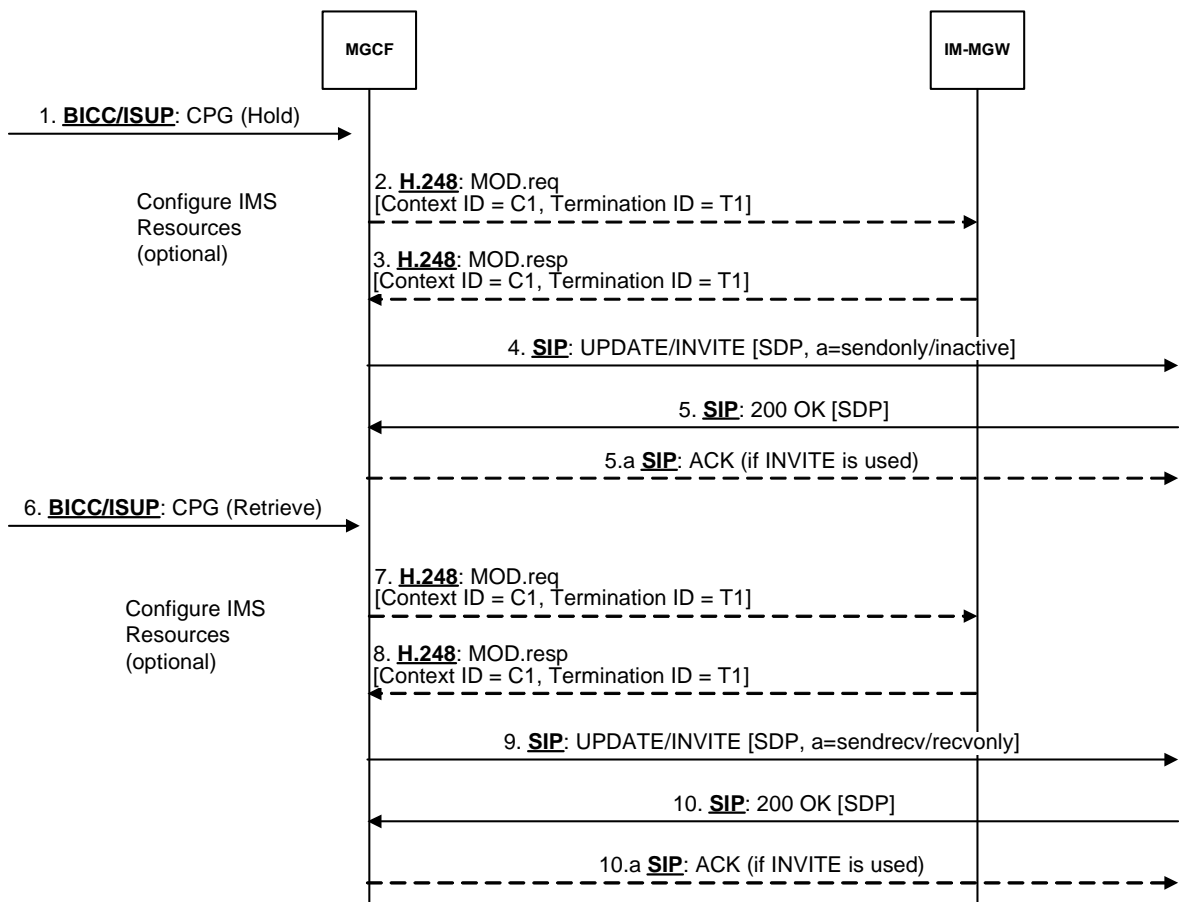 MGCF
IM-MGW
1. BICC/ISUP: CPG (Hold)
2. H.248: MOD.req
[Context ID = C1, Termination ID = T1]
Configure IMS
Resources
(optional)
3. H.248: MOD.resp
[Context ID = C1, Termination ID = T1]
4. SIP: UPDATE/INVITE [SDP, a=sendonly/inactive]
5. SIP: 200 OK [SDP]
5.a SIP: ACK (if INVITE is used)
6. BICC/ISUP: CPG (Retrieve)
7. H.248: MOD.req
[Context ID = C1, Termination ID = T1]
Configure IMS
Resources
(optional)
8. H.248: MOD.resp
[Context ID = C1, Termination ID = T1]
9. SIP: UPDATE/INVITE [SDP, a=sendrecv/recvonly]
10. SIP: 200 OK [SDP]
10.a SIP: ACK (if INVITE is used)